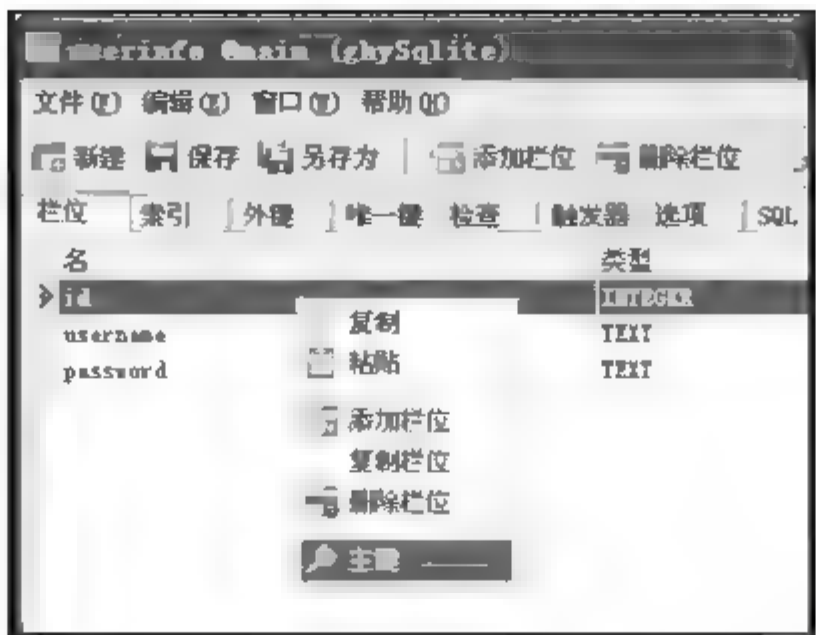 userinfo @main (ghySqlite)
文件(F) 编辑(E) 窗口(W) 帮助(H)
新建 保存 另存为 添加栏位 删除栏位
栏位 索引 外键 唯一键 检查 触发器 选项 SQL
名 类型
id INTEGER
username TEXT
password TEXT
复制
粘贴
添加栏位
复制栏位
删除栏位
主键